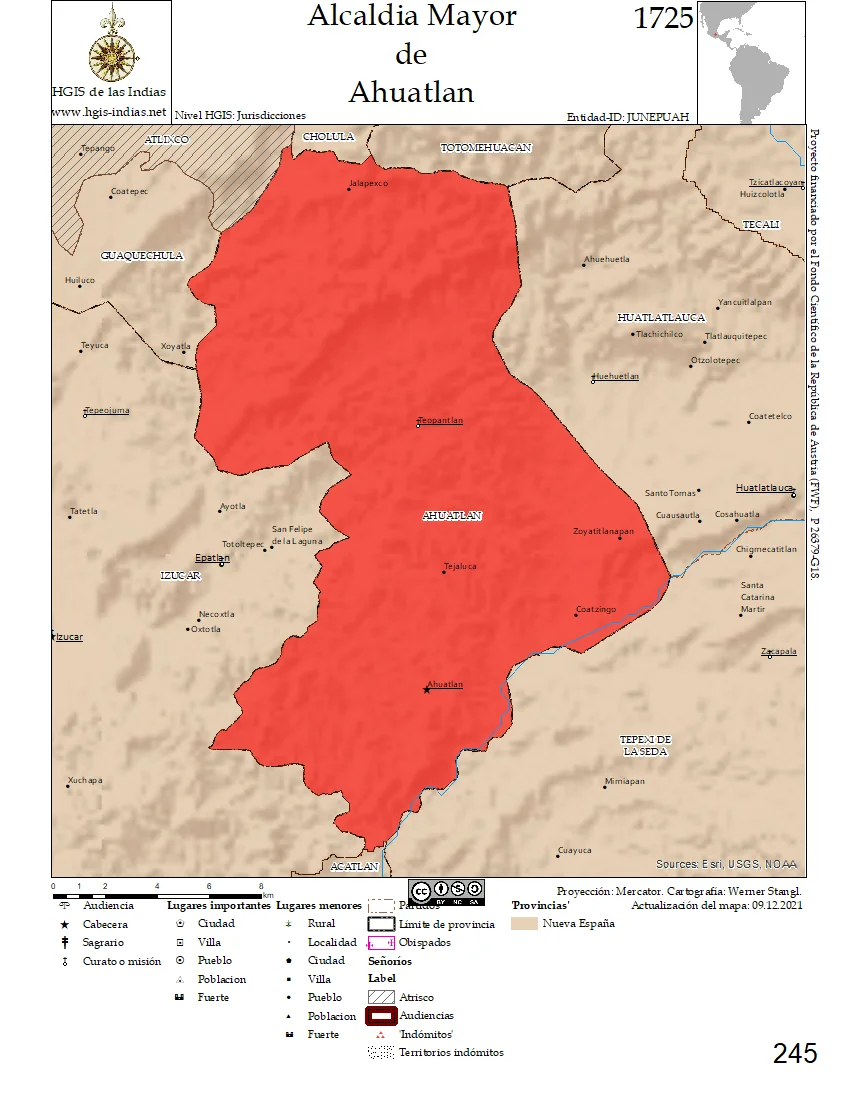 Alcaldia Mayor
de
Ahuatlan
1725
HGIS de las Indias
www.hgis-indias.net
Nivel HGIS: Jurisdicciones
Entidad-ID: JUNEPUAH
ATLIXCO
CHOLULA
TOTOMEHUACAN
Tepango
Coatepec
Jalapexco
Tzicatlacoyan
Huizcolotla
TECALI
GUAQUECHULA
Ahuehuetla
Huiluco
Yancuitlalpan
HUATLATLAUCA
Tlachichilco
Tlatlauquitepec
Teyuca
Xoyatla
Otzolotepec
Huehuetlan
Tepeojuma
Teopantlan
Coatetelco
Santo Tomas
Huatlatlauca
Tatetla
Ayotla
AHUATLAN
Cuausautla
Cosahuatla
San Felipe
de la Laguna
Totoltepec
Zoyatitlanapan
Epatlan
Chigmecatitlan
IZUCAR
Tejaluca
Santa
Catarina
Martir
Necoxtla
Coatzingo
Oxtotla
Izucar
Zacapala
Ahuatlan
TEPEXI DE
LA SEDA
Xuchapa
Mimiapan
Cuayuca
ACATLAN
Sources: Esri, USGS, NOAA
Proyecto financiado por el Fondo Científico de la República de Austria (FWF), P 26379-G18.
0 1 2 4 6 8
km
CC BY NC SA
Proyección: Mercator. Cartografía: Werner Stangl.
Actualización del mapa: 09.12.2021
Audiencia
Cabecera
Sagrario
Curato o misión
Lugares importantes
Ciudad
Villa
Pueblo
Poblacion
Fuerte
Lugares menores
Rural
Localidad
Ciudad
Villa
Pueblo
Poblacion
Fuerte
Partidos
Límite de provincia
Obispados
Señoríos
Label
Atrisco
Audiencias
'Indómitos'
Territorios indómitos
'Provincias'
Nueva España
245